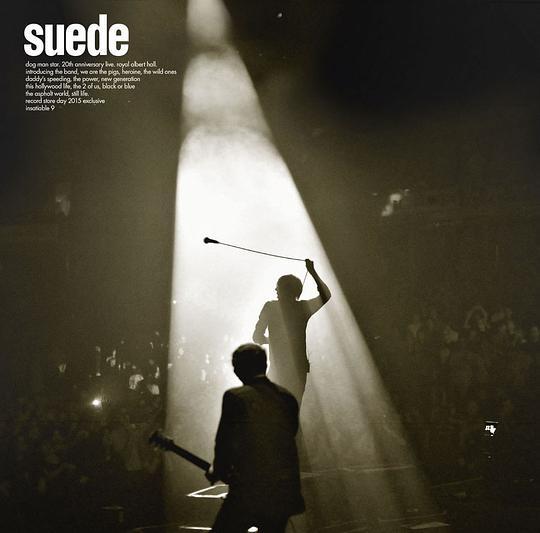 suede
dog man star. 20th anniversary live. royal albert hall.
introducing the band, we are the pigs, heroine, the wild ones
daddy's speeding, the power, new generation
this hollywood life, the 2 of us, black or blue
the asphalt world, still life.
record store day 2015 exclusive
insatiable 9